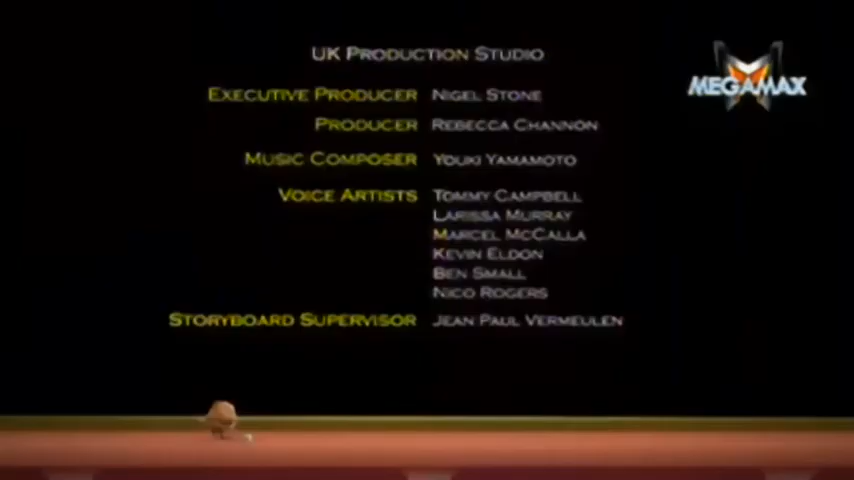 UK PRODUCTION STUDIO
MEGAMAX
EXECUTIVE PRODUCER NIGEL STONE
PRODUCER REBECCA CHANNON
MUSIC COMPOSER YOUKI YAMAMOTO
VOICE ARTISTS TOMMY CAMPBELL
LARISSA MURRAY
MARCEL MCCALLA
KEVIN ELDON
BEN SMALL
NICO ROGERS
STORYBOARD SUPERVISOR JEAN PAUL VERMEULEN